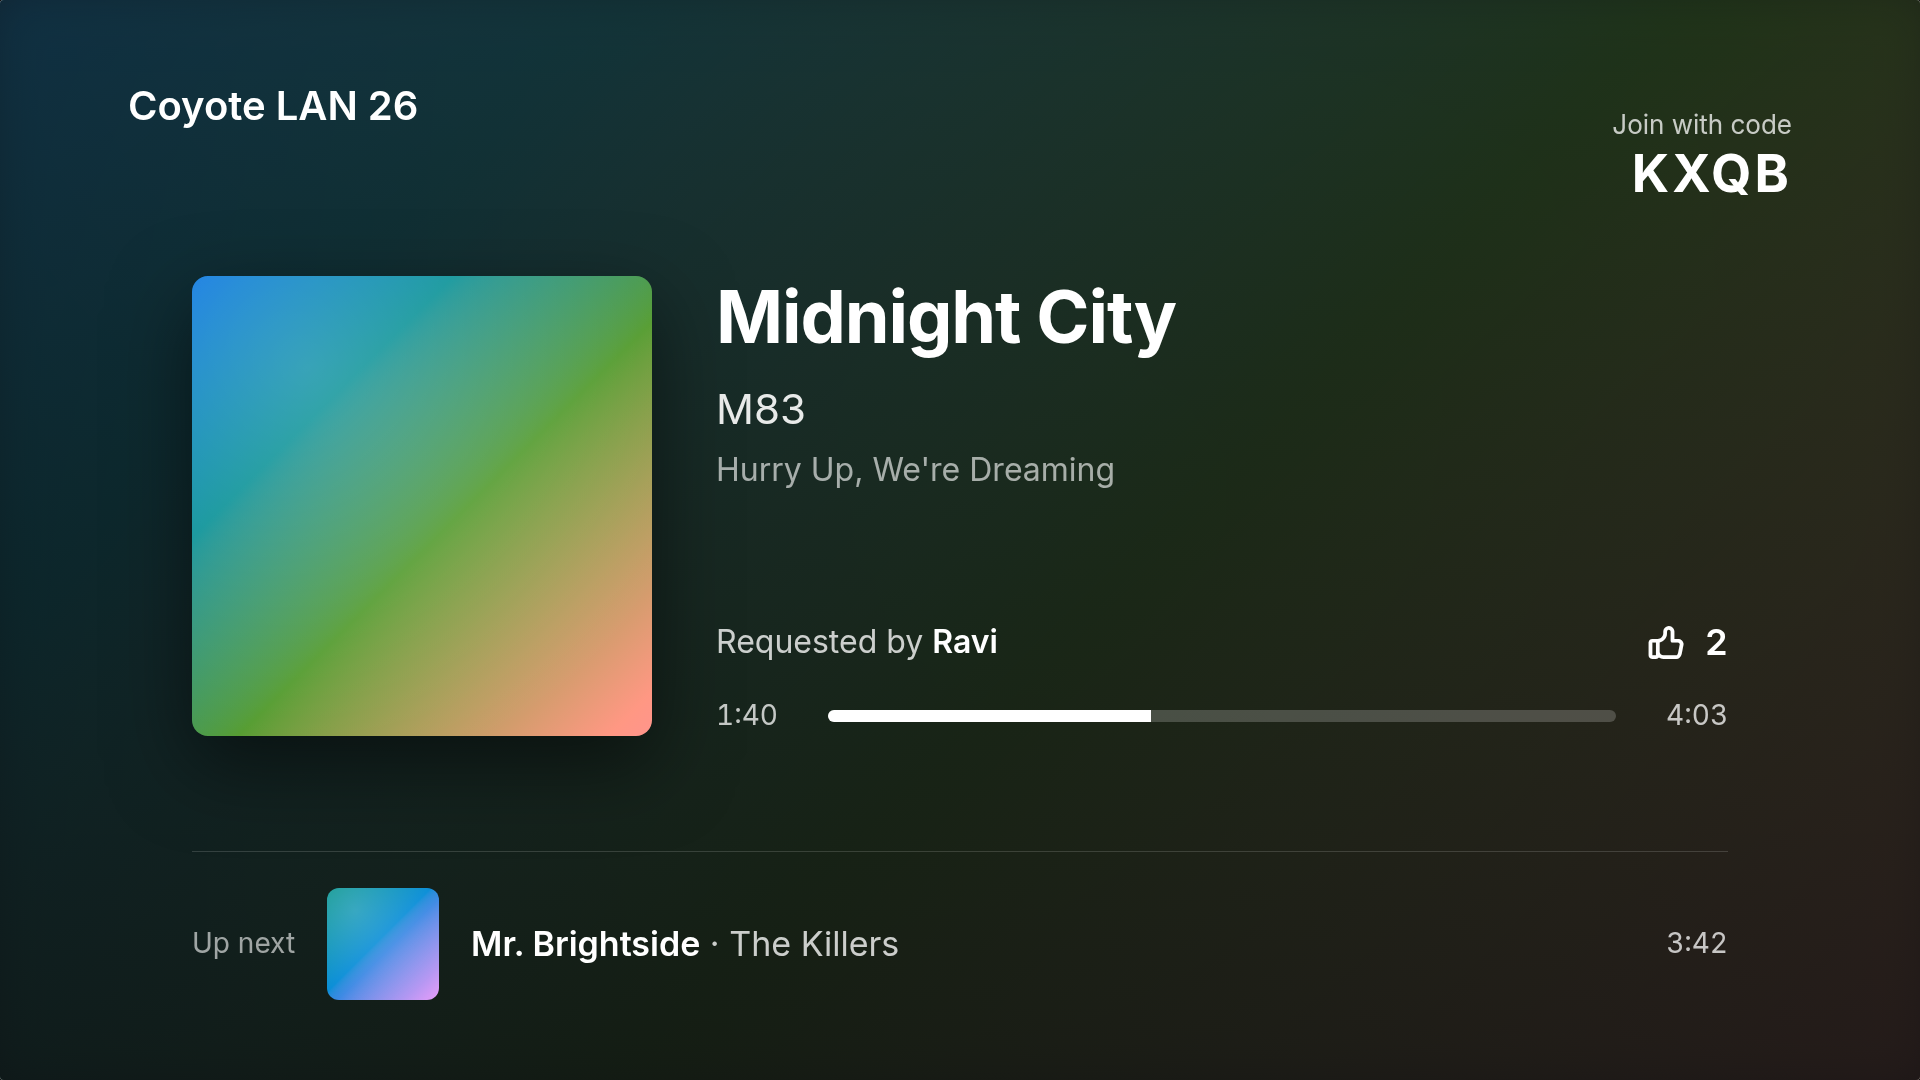 Coyote LAN 26
Join with code
KXQB
Midnight City
M83
Hurry Up, We're Dreaming
Requested by Ravi
2
1:40
4:03
Up next
Mr. Brightside · The Killers
3:42